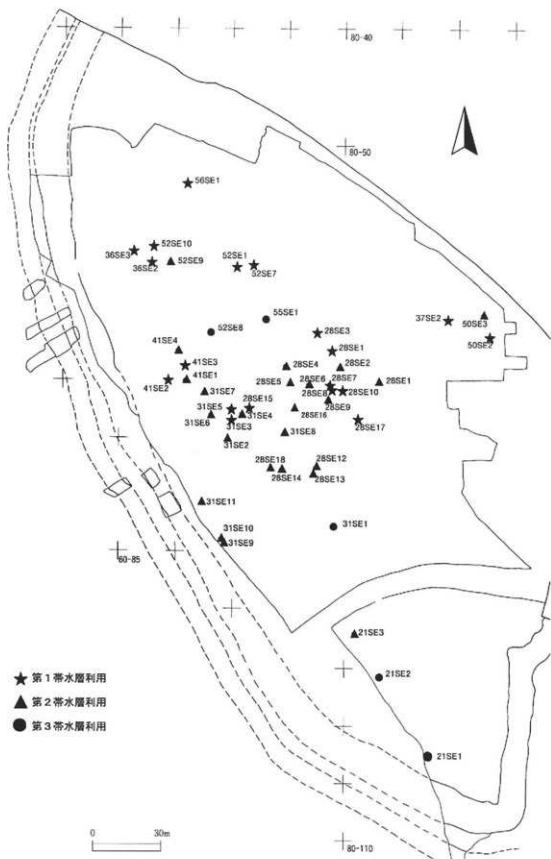 80-40
80-50
56SE1
52SE10
36SE3
36SE2
52SE9
52SE1
52SE7
52SE8
55SE1
37SE2
50SE3
50SE2
28SE3
28SE1
41SE4
41SE3
28SE4
28SE2
41SE2
41SE1
28SE5
28SE6
28SE7
28SE1
31SE7
28SE8
28SE10
28SE9
31SE5
28SE15
28SE16
31SE4
31SE6
31SE3
28SE17
31SE2
31SE8
28SE18
28SE12
28SE14
28SE13
31SE11
31SE10
31SE9
31SE1
60-85
21SE3
21SE2
21SE1
★ 第1帯水層利用
▲ 第2帯水層利用
● 第3帯水層利用
0 30m
80-110